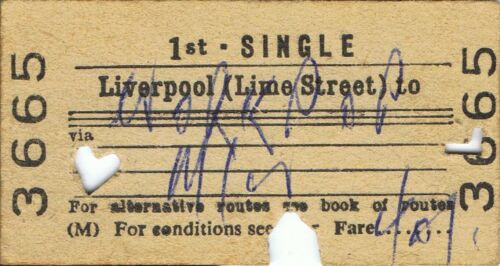 3665
1st - SINGLE
3665
Liverpool (Lime Street) to
Worksop
via
For alternative routes see book of routes
(M) For conditions see
Fare........